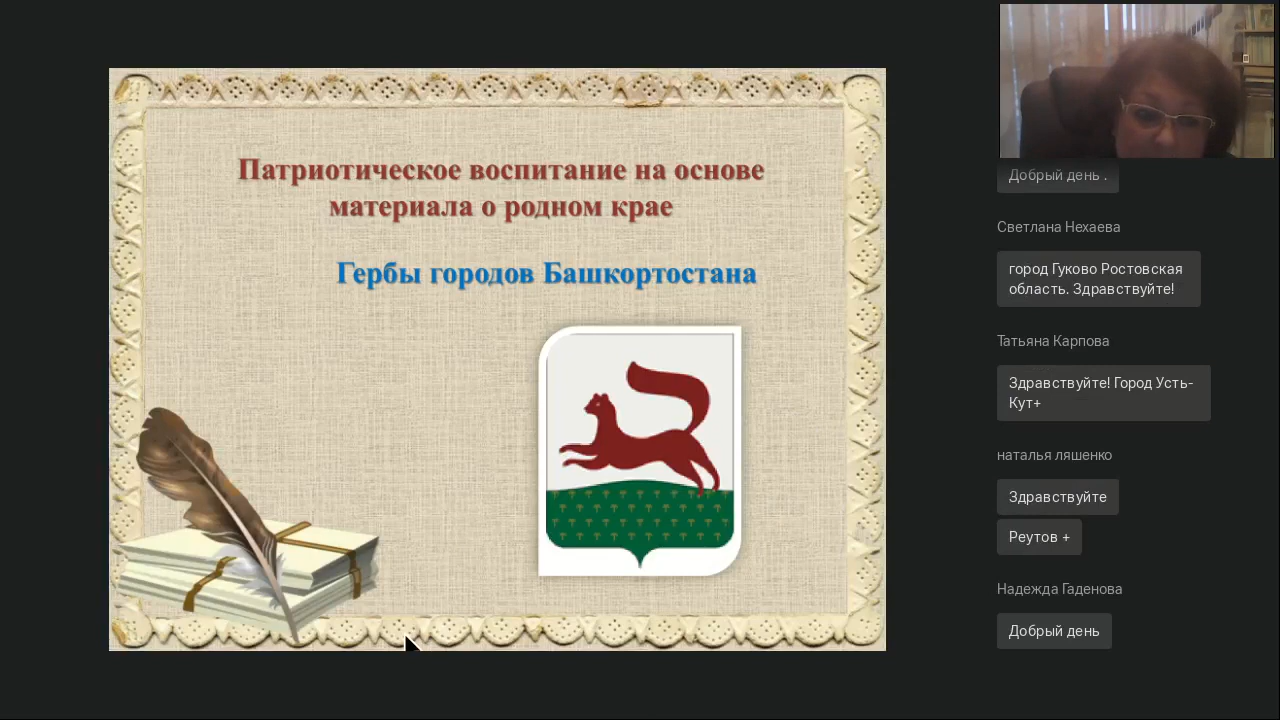 Патриотическое воспитание на основе
материала о родном крае
Гербы городов Башкортостана
Добрый день .
Светлана Нехаева
город Гуково Ростовская
область. Здравствуйте!
Татьяна Карпова
Здравствуйте! Город Усть-
Кут+
наталья ляшенко
Здравствуйте
Реутов +
Надежда Гаденова
Добрый день